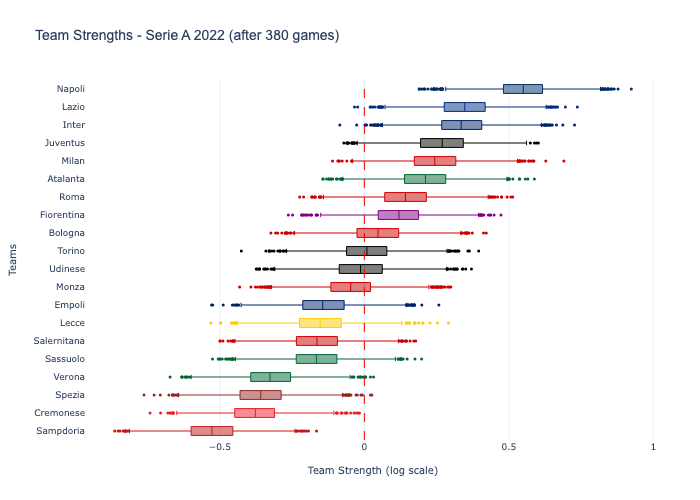 Team Strengths - Serie A 2022 (after 380 games)
Napoli
Lazio
Inter
Juventus
Milan
Atalanta
Roma
Fiorentina
Bologna
Torino
Udinese
Monza
Empoli
Lecce
Salernitana
Sassuolo
Verona
Spezia
Cremonese
Sampdoria
Teams
−0.5 0 0.5 1
Team Strength (log scale)